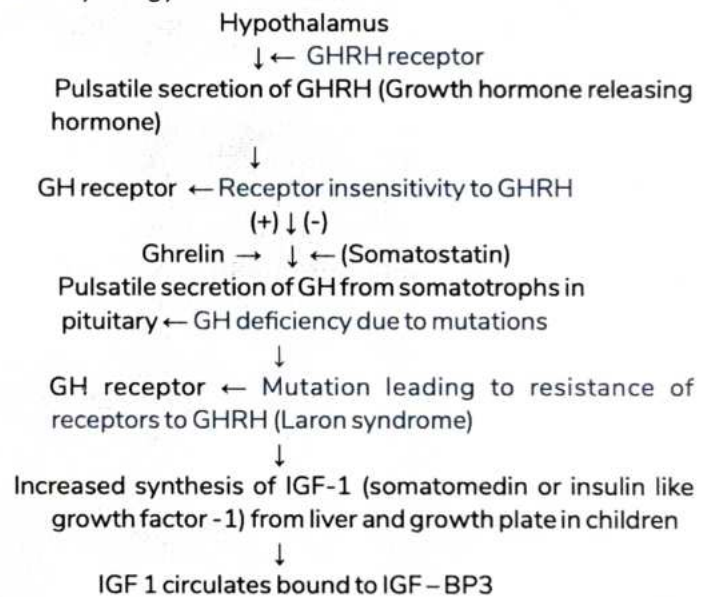 Hypothalamus
↓ ← GHRH receptor
Pulsatile secretion of GHRH (Growth hormone releasing
hormone)
↓
GH receptor ← Receptor insensitivity to GHRH
(+) ↓ (-)
Ghrelin → ↓ ← (Somatostatin)
Pulsatile secretion of GH from somatotrophs in
pituitary ← GH deficiency due to mutations
↓
GH receptor ← Mutation leading to resistance of
receptors to GHRH (Laron syndrome)
↓
Increased synthesis of IGF-1 (somatomedin or insulin like
growth factor -1) from liver and growth plate in children
↓
IGF 1 circulates bound to IGF – BP3